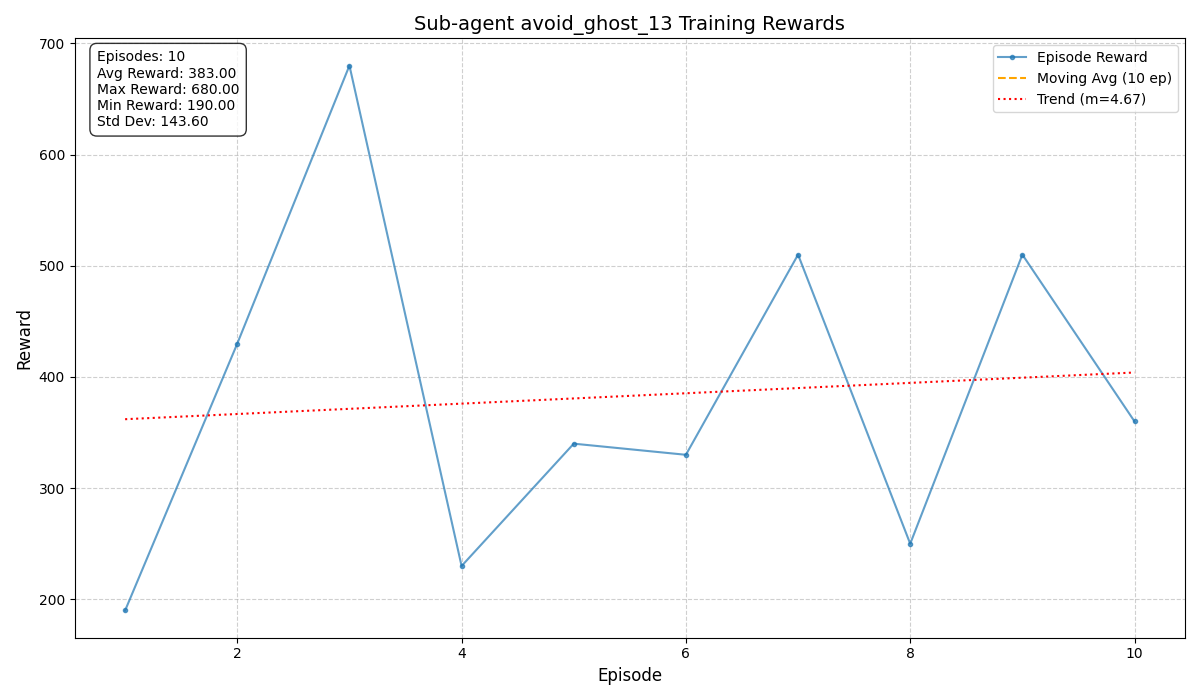 Sub-agent avoid_ghost_13 Training Rewards
Episodes: 10
Avg Reward: 383.00
Max Reward: 680.00
Min Reward: 190.00
Std Dev: 143.60
Episode Reward
Moving Avg (10 ep)
Trend (m=4.67)
Reward
700
600
500
400
300
200
2 4 6 8 10
Episode